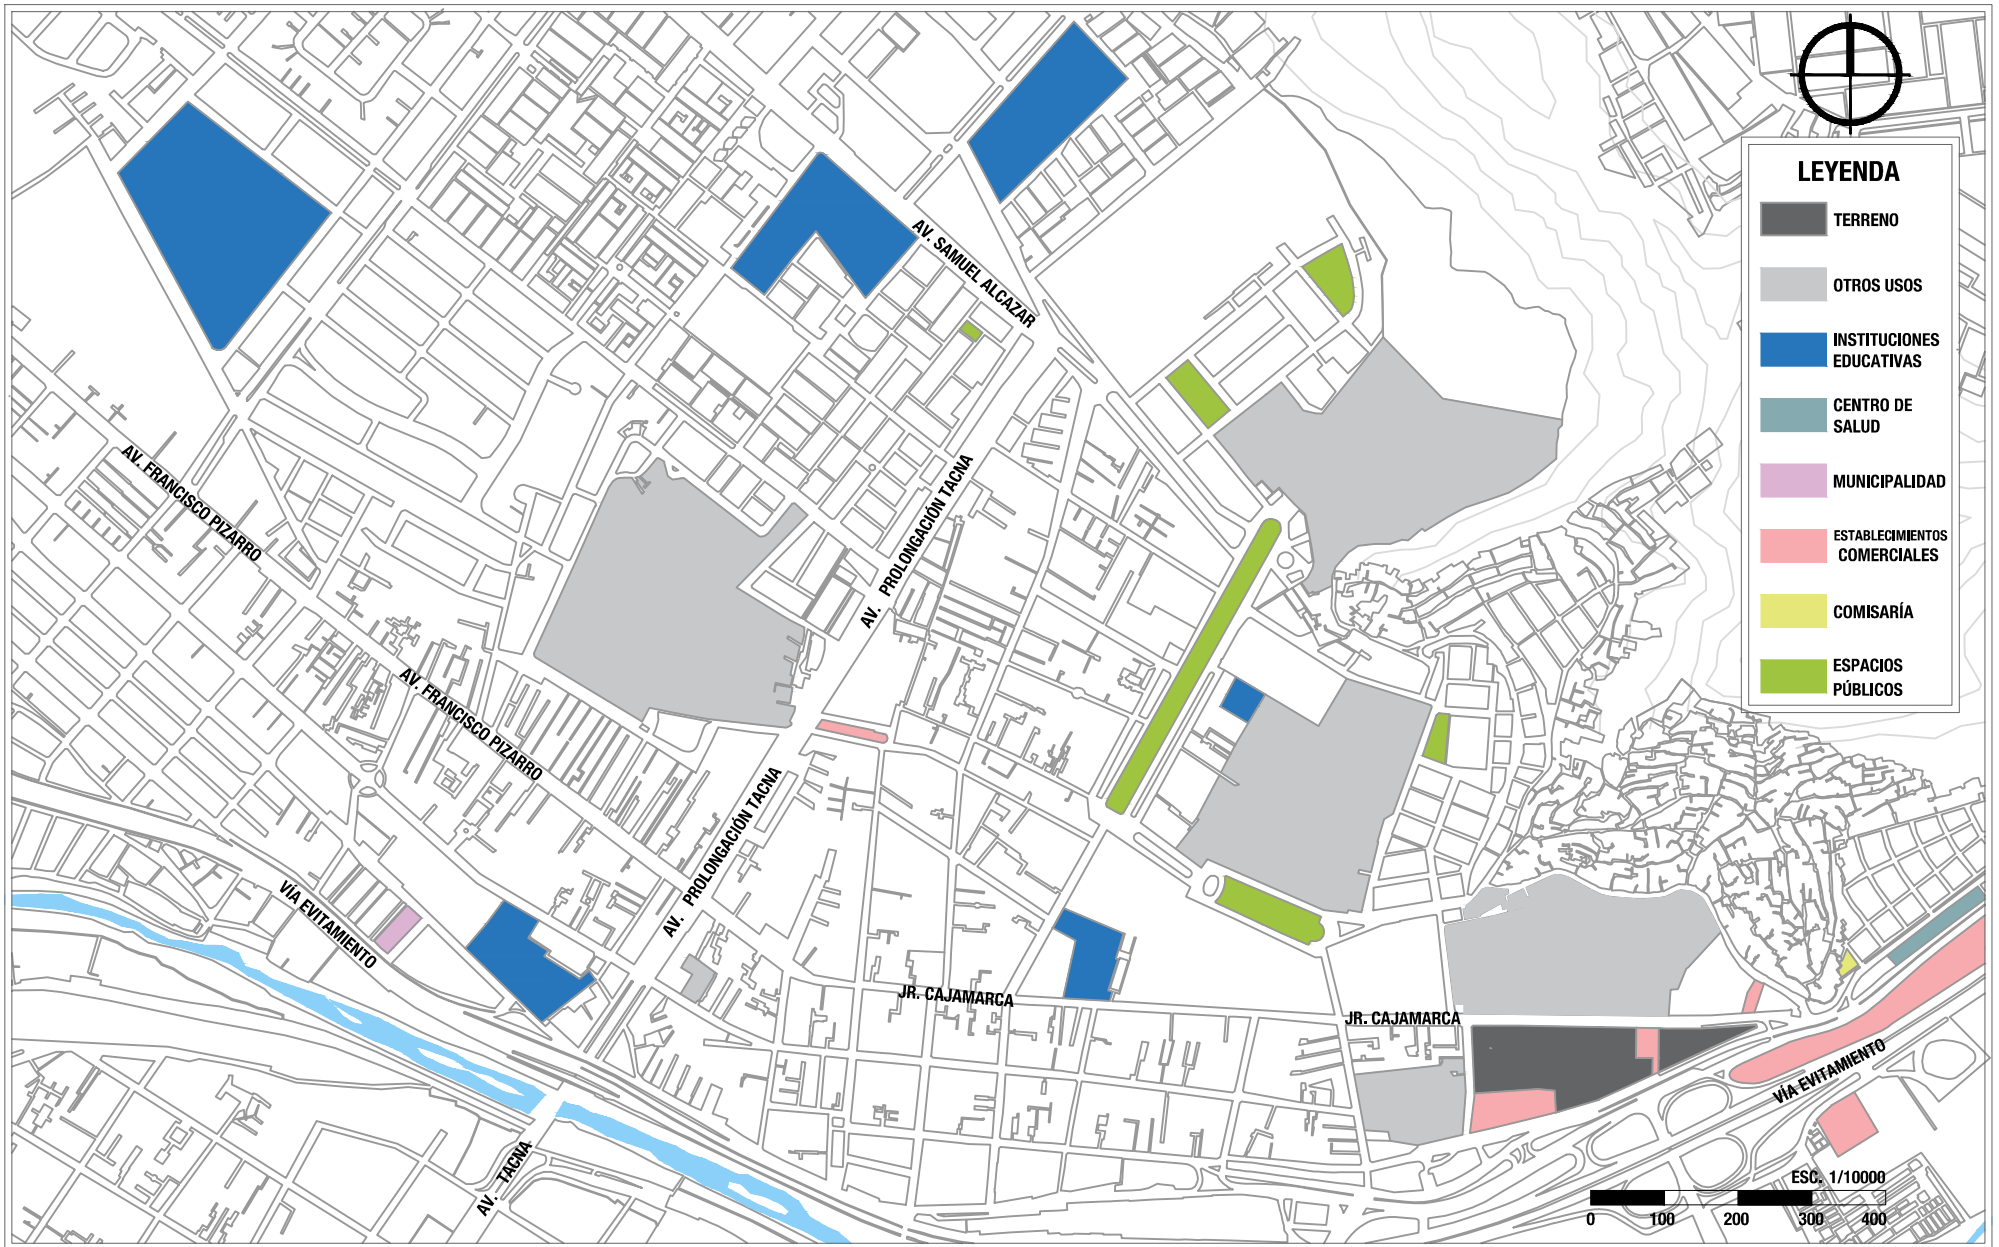 LEYENDA
TERRENO
OTROS USOS
INSTITUCIONES
EDUCATIVAS
CENTRO DE
SALUD
MUNICIPALIDAD
ESTABLECIMIENTOS
COMERCIALES
COMISARÍA
ESPACIOS
PÚBLICOS
AV. SAMUEL ALCAZAR
AV. FRANCISCO PIZARRO
AV. PROLONGACIÓN TACNA
AV. FRANCISCO PIZARRO
AV. PROLONGACIÓN TACNA
VÍA EVITAMIENTO
JR. CAJAMARCA
JR. CAJAMARCA
VÍA EVITAMIENTO
AV. TACNA
ESC. 1/10000
0 100 200 300 400